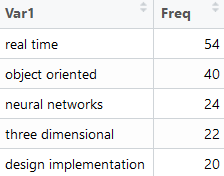 Var1 Freq
real time 54
object oriented 40
neural networks 24
three dimensional 22
design implementation 20